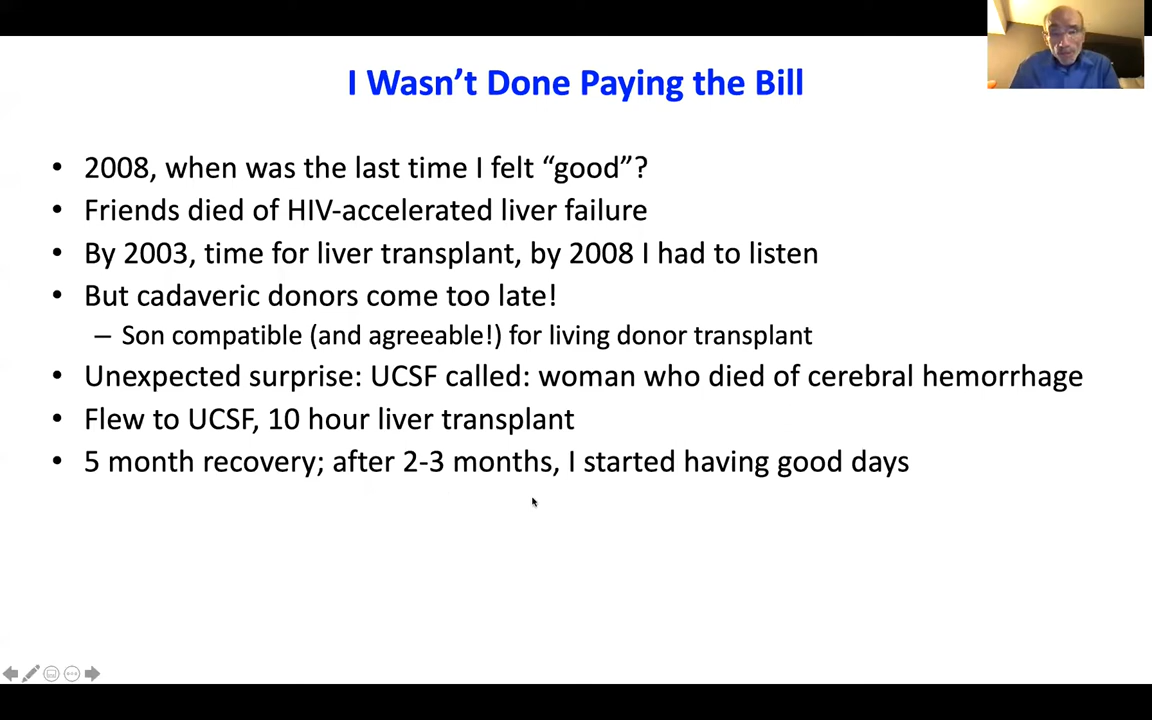 I Wasn’t Done Paying the Bill
• 2008, when was the last time I felt “good”?
• Friends died of HIV-accelerated liver failure
• By 2003, time for liver transplant, by 2008 I had to listen
• But cadaveric donors come too late!
– Son compatible (and agreeable!) for living donor transplant
• Unexpected surprise: UCSF called: woman who died of cerebral hemorrhage
• Flew to UCSF, 10 hour liver transplant
• 5 month recovery; after 2-3 months, I started having good days